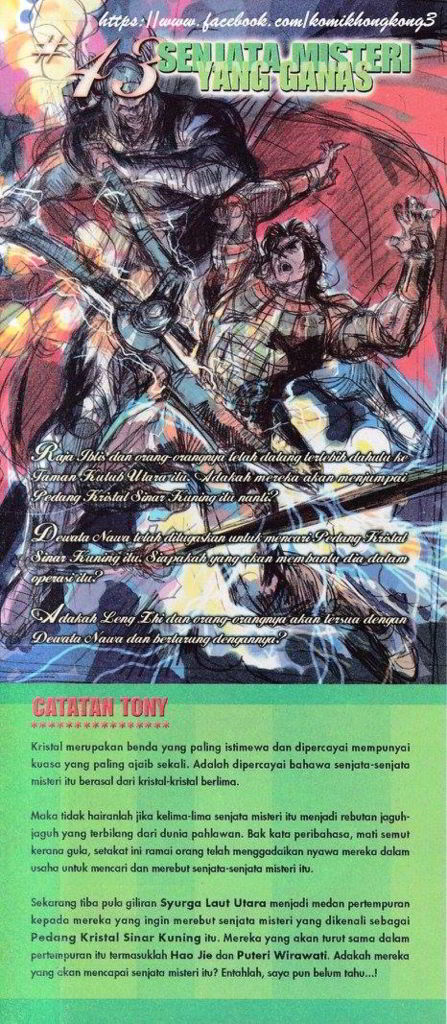 https://www.facebook.com/komikhongkong3
#43
SENJATA MISTERI
YANG GANAS
Raja Iblis dan orang-orangnya telah datang terlebih dahulu ke
Taman Kutub Utara itu. Adakah mereka akan menjumpai
Pedang Kristal Sinar Kuning itu nanti?
Dewata Nawa telah ditugaskan untuk mencari Pedang Kristal
Sinar Kuning itu. Siapakah yang akan membantu dia dalam
operasi itu?
Adakah Leng Zhi dan orang-orangnya akan tersua dengan
Dewata Nawa dan bertarung dengannya?
CATATAN TONY
****************
Kristal merupakan benda yang paling istimewa dan dipercayai mempunyai
kuasa yang paling ajaib sekali. Adalah dipercayai bahawa senjata-senjata
misteri itu berasal dari kristal-kristal berlima.
Maka tidak hairanlah jika kelima-lima senjata misteri itu menjadi rebutan jaguh-
jaguh yang terbilang dari dunia pahlawan. Bak kata peribahasa, mati semut
kerana gula, setakat ini ramai orang telah menggadaikan nyawa mereka dalam
usaha untuk mencari dan merebut senjata-senjata misteri itu.
Sekarang tiba pula giliran Syurga Laut Utara menjadi medan pertempuran
kepada mereka yang ingin merebut senjata misteri yang dikenali sebagai
Pedang Kristal Sinar Kuning itu. Mereka yang akan turut sama dalam
pertempuran itu termasuklah Hao Jie dan Puteri Wirawati. Adakah mereka
yang akan mencapai senjata misteri itu? Entahlah, saya pun belum tahu...!